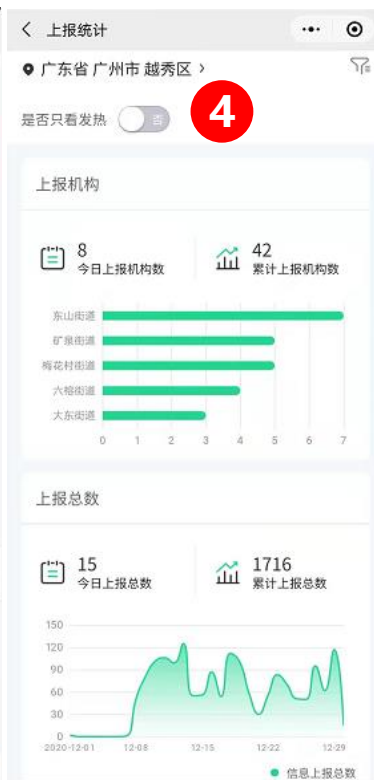 上报统计
广东省 广州市 越秀区
是否只看发热 否
4
上报机构
8
今日上报机构数
42
累计上报机构数
东山街道
矿泉街道
梅花村街道
六榕街道
大东街道
0 1 2 3 4 5 6 7
上报总数
15
今日上报总数
1716
累计上报总数
150
120
90
60
30
0
2020-12-01 12-08 12-15 12-22 12-29
信息上报总数